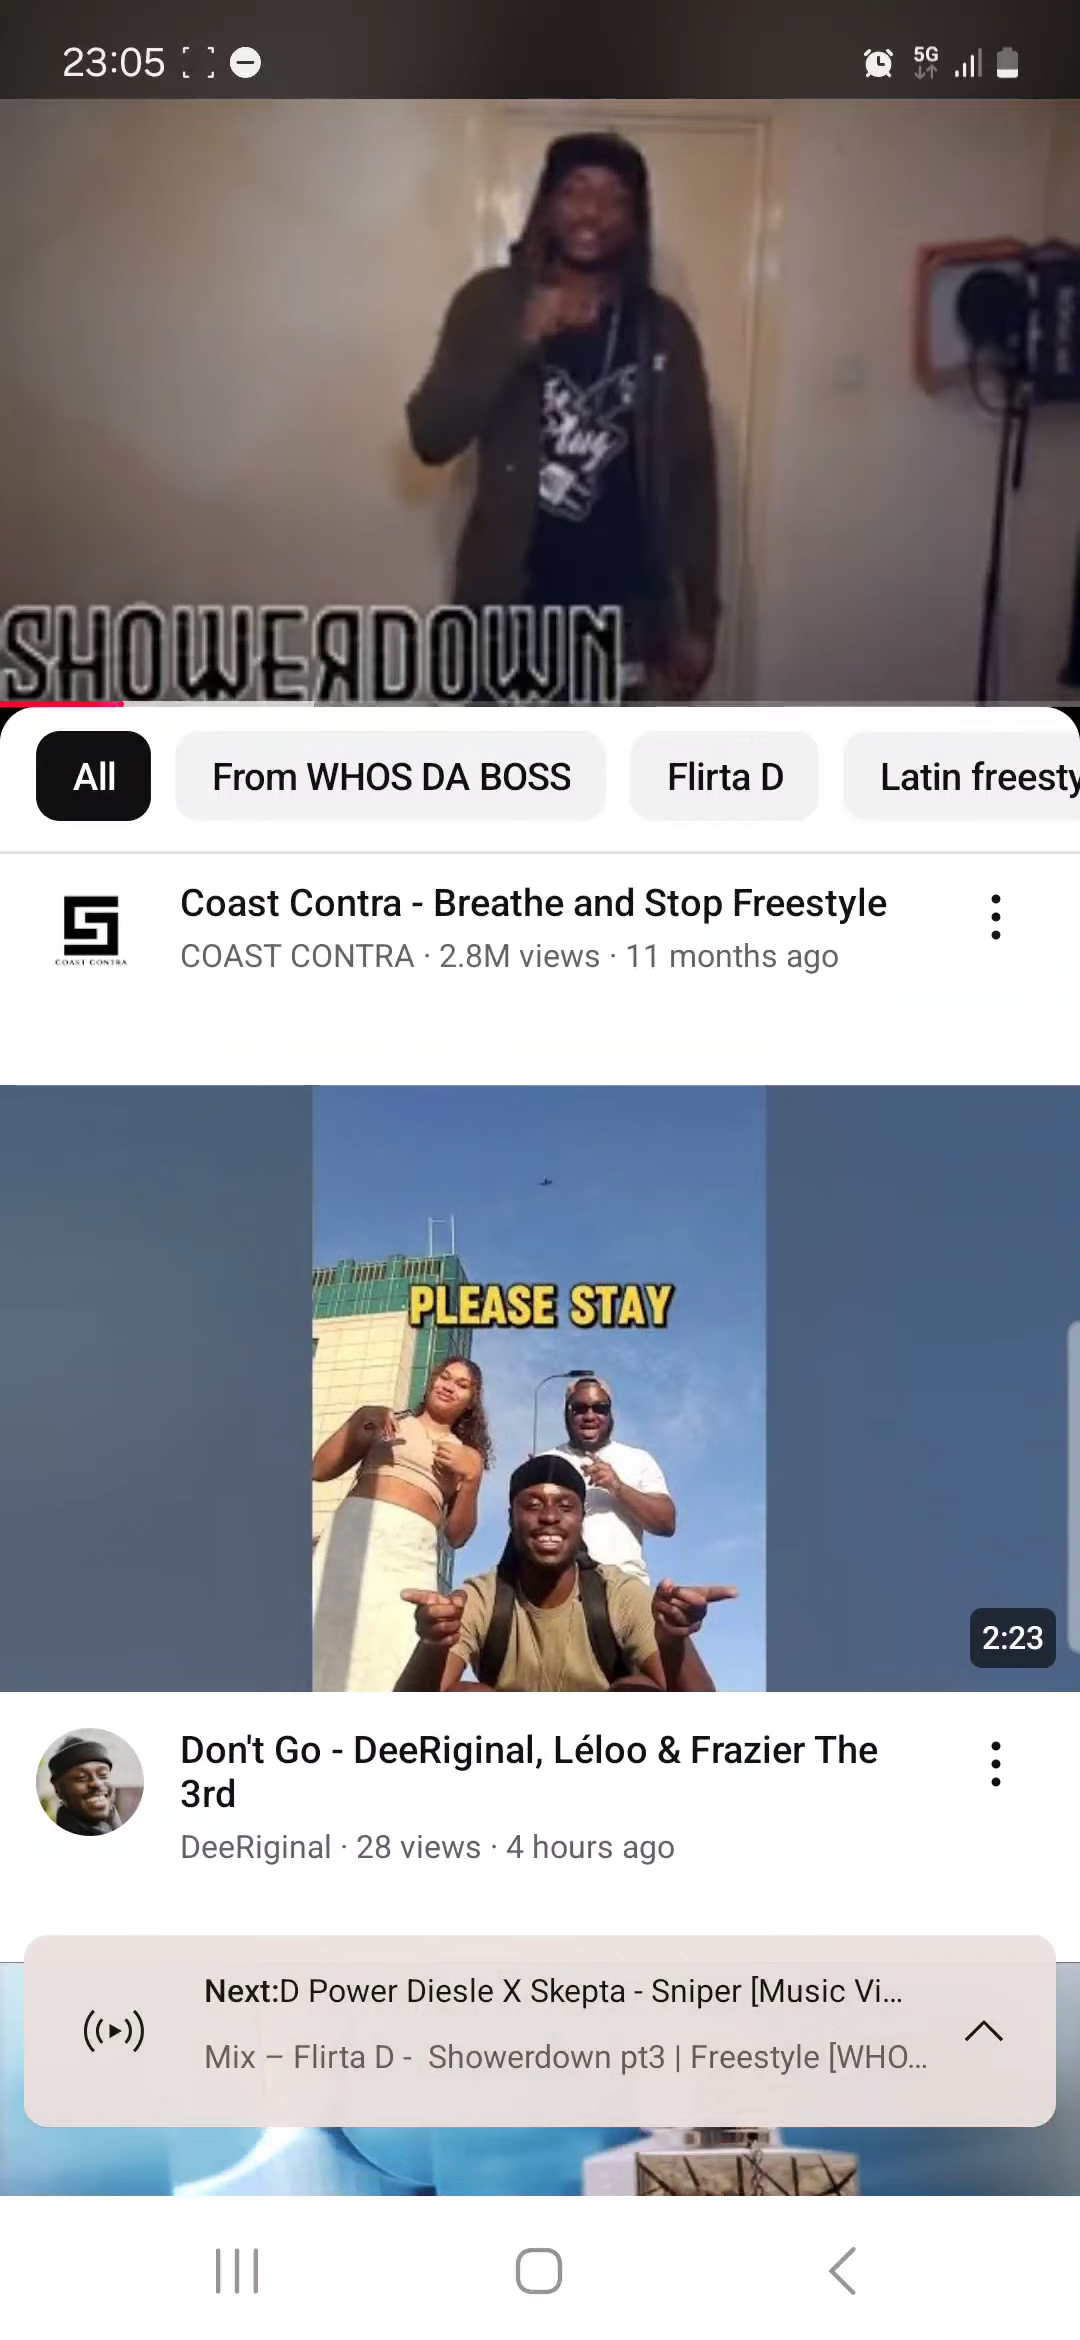 23:05
5G
SHOWERDOWN
All
From WHOS DA BOSS
Flirta D
Latin freesty
COAST CONTRA
Coast Contra - Breathe and Stop Freestyle
COAST CONTRA · 2.8M views · 11 months ago
PLEASE STAY
2:23
Don't Go - DeeRiginal, Léloo & Frazier The
3rd
DeeRiginal · 28 views · 4 hours ago
Next:D Power Diesle X Skepta - Sniper [Music Vi...
Mix – Flirta D - Showerdown pt3 | Freestyle [WHO...